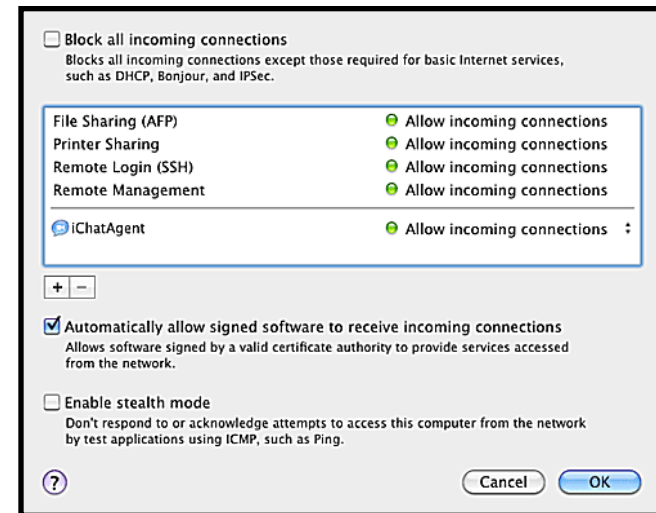 Block all incoming connections
Blocks all incoming connections except those required for basic Internet services,
such as DHCP, Bonjour, and IPSec.
File Sharing (AFP) Allow incoming connections
Printer Sharing Allow incoming connections
Remote Login (SSH) Allow incoming connections
Remote Management Allow incoming connections
iChatAgent Allow incoming connections
+ −
Automatically allow signed software to receive incoming connections
Allows software signed by a valid certificate authority to provide services accessed
from the network.
Enable stealth mode
Don't respond to or acknowledge attempts to access this computer from the network
by test applications using ICMP, such as Ping.
? Cancel OK